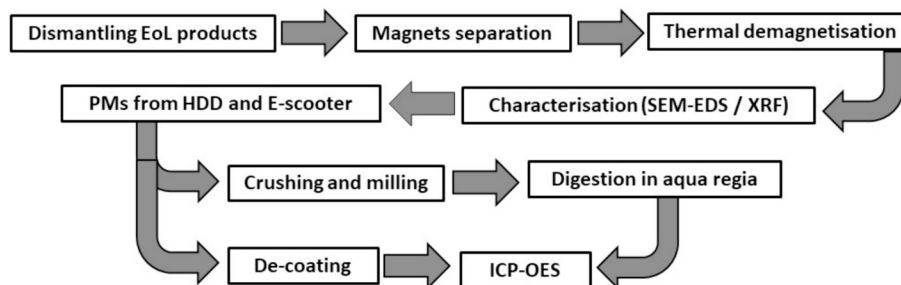 Dismantling EoL products
Magnets separation
Thermal demagnetisation
PMs from HDD and E-scooter
Characterisation (SEM-EDS / XRF)
Crushing and milling
Digestion in aqua regia
De-coating
ICP-OES